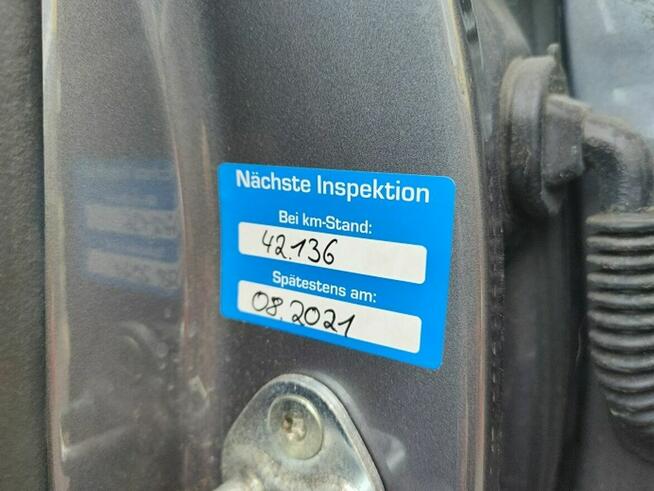 Nächste Inspektion
Bei km-Stand:
42.136
Spätestens am:
08.2021